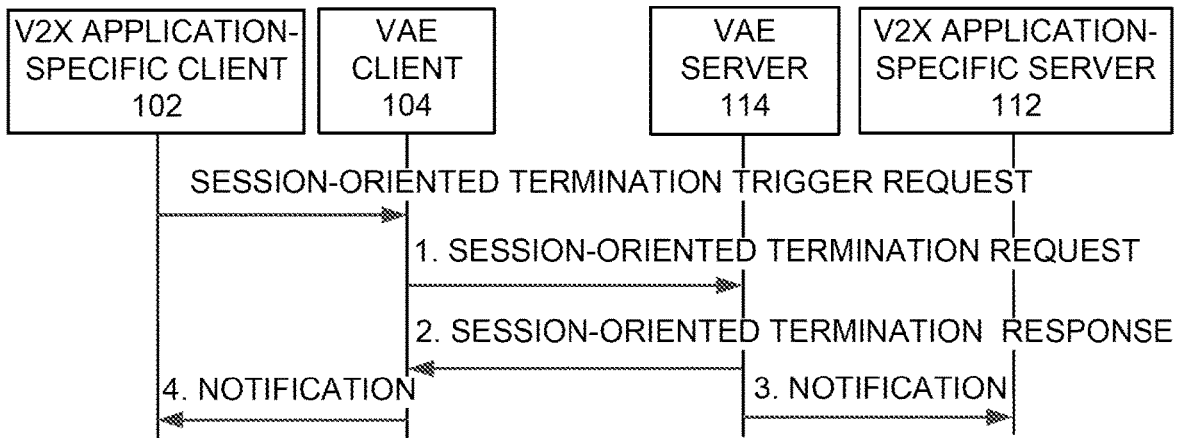 V2X APPLICATION-
SPECIFIC CLIENT
102
VAE
CLIENT
104
VAE
SERVER
114
V2X APPLICATION-
SPECIFIC SERVER
112
SESSION-ORIENTED TERMINATION TRIGGER REQUEST
1. SESSION-ORIENTED TERMINATION REQUEST
2. SESSION-ORIENTED TERMINATION RESPONSE
4. NOTIFICATION
3. NOTIFICATION